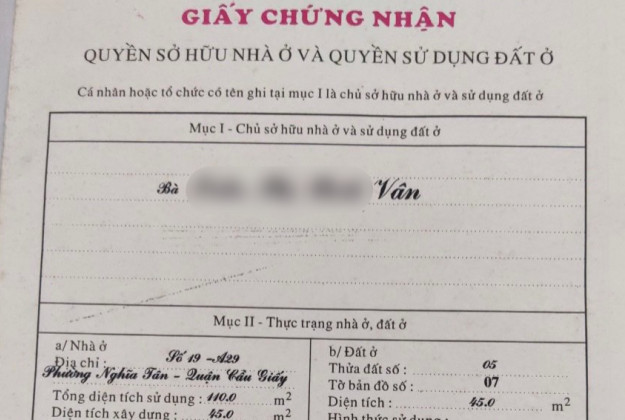 GIẤY CHỨNG NHẬN
QUYỀN SỞ HỮU NHÀ Ở VÀ QUYỀN SỬ DỤNG ĐẤT Ở
Cá nhân hoặc tổ chức có tên ghi tại mục I là chủ sở hữu nhà ở và sử dụng đất ở
Mục I - Chủ sở hữu nhà ở và sử dụng đất ở
Bà Vân
Mục II - Thực trạng nhà ở, đất ở
a/ Nhà ở
Địa chỉ : Số 19 - A29
Phường Nghĩa Tân - Quận Cầu Giấy
Tổng diện tích sử dụng : 110.0 m2
Diện tích xây dựng : 45.0 m2
b/ Đất ở
Thửa đất số : 05
Tờ bản đồ số : 07
Diện tích : 45.0 m2
Hình thức sử dụng :